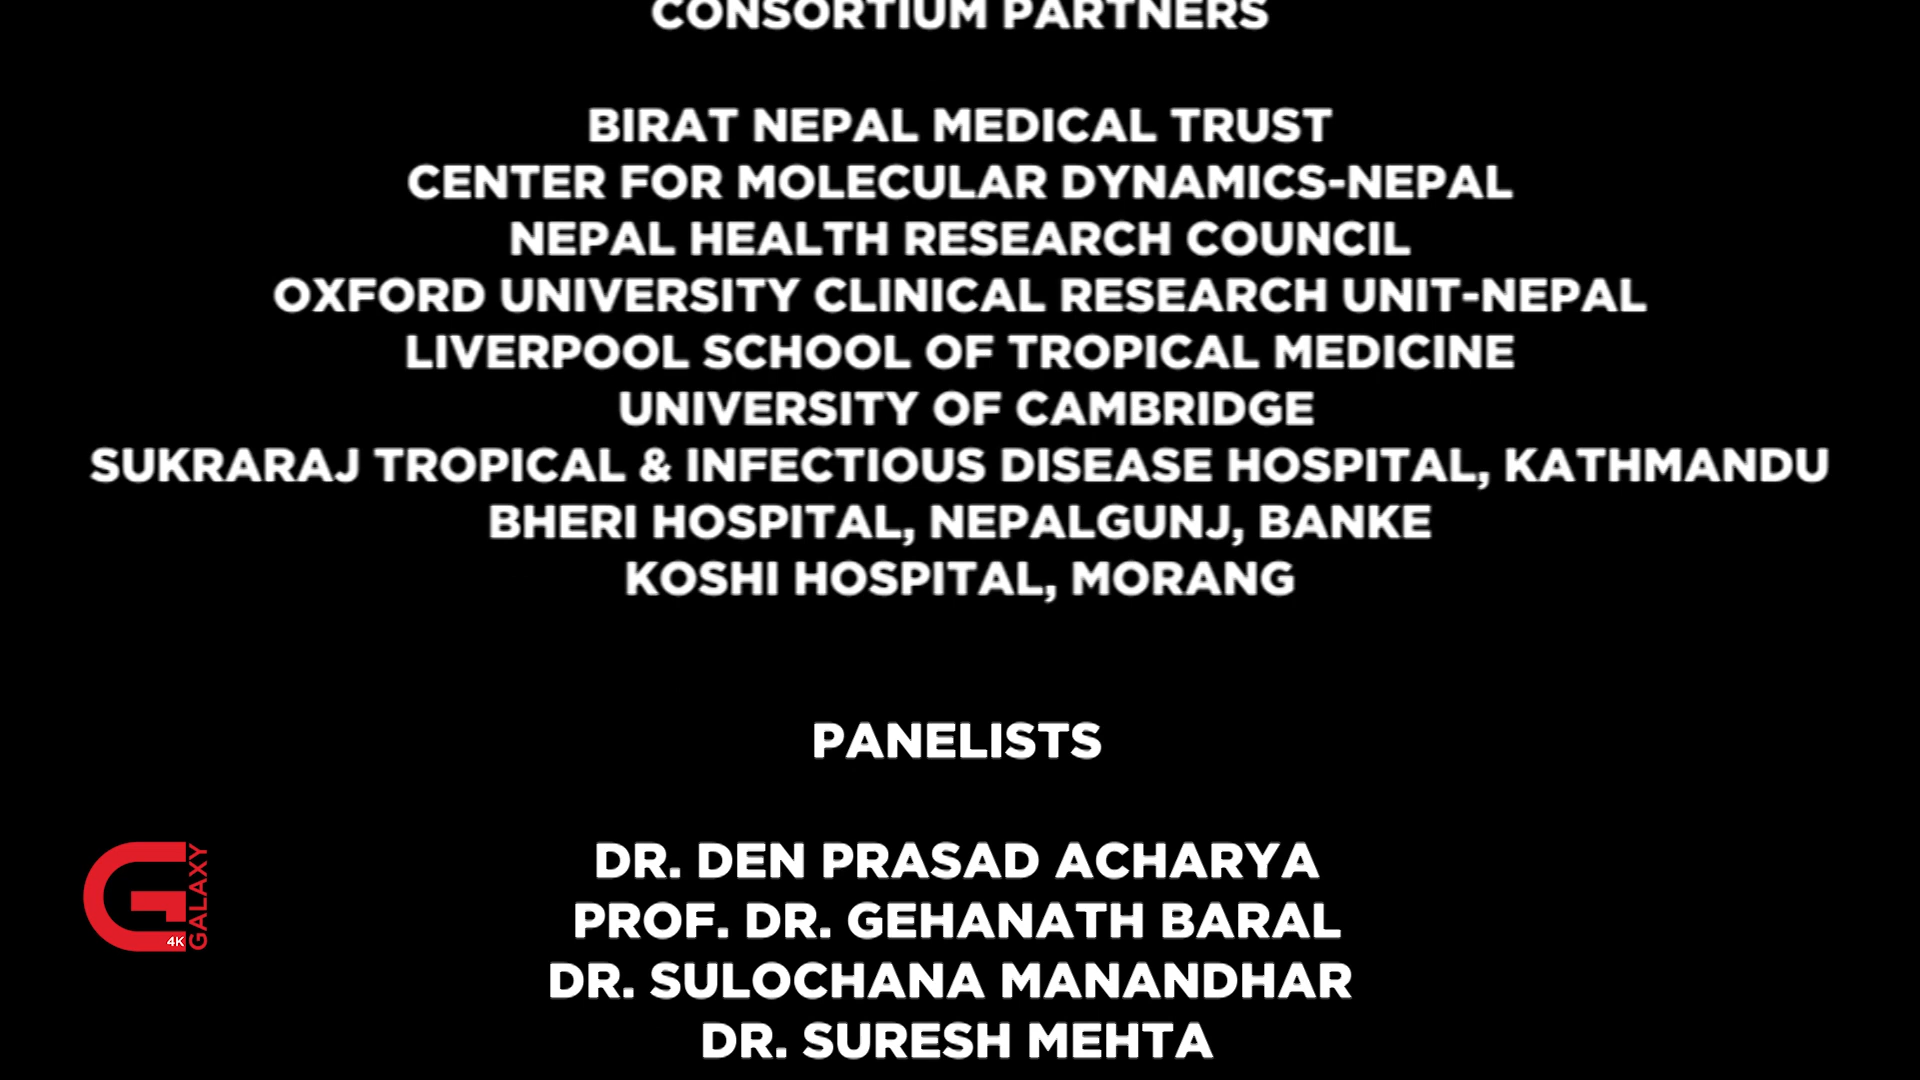 CONSORTIUM PARTNERS
BIRAT NEPAL MEDICAL TRUST
CENTER FOR MOLECULAR DYNAMICS-NEPAL
NEPAL HEALTH RESEARCH COUNCIL
OXFORD UNIVERSITY CLINICAL RESEARCH UNIT-NEPAL
LIVERPOOL SCHOOL OF TROPICAL MEDICINE
UNIVERSITY OF CAMBRIDGE
SUKRARAJ TROPICAL & INFECTIOUS DISEASE HOSPITAL, KATHMANDU
BHERI HOSPITAL, NEPALGUNJ, BANKE
KOSHI HOSPITAL, MORANG
PANELISTS
DR. DEN PRASAD ACHARYA
PROF. DR. GEHANATH BARAL
DR. SULOCHANA MANANDHAR
DR. SURESH MEHTA
G
GALAXY
4K